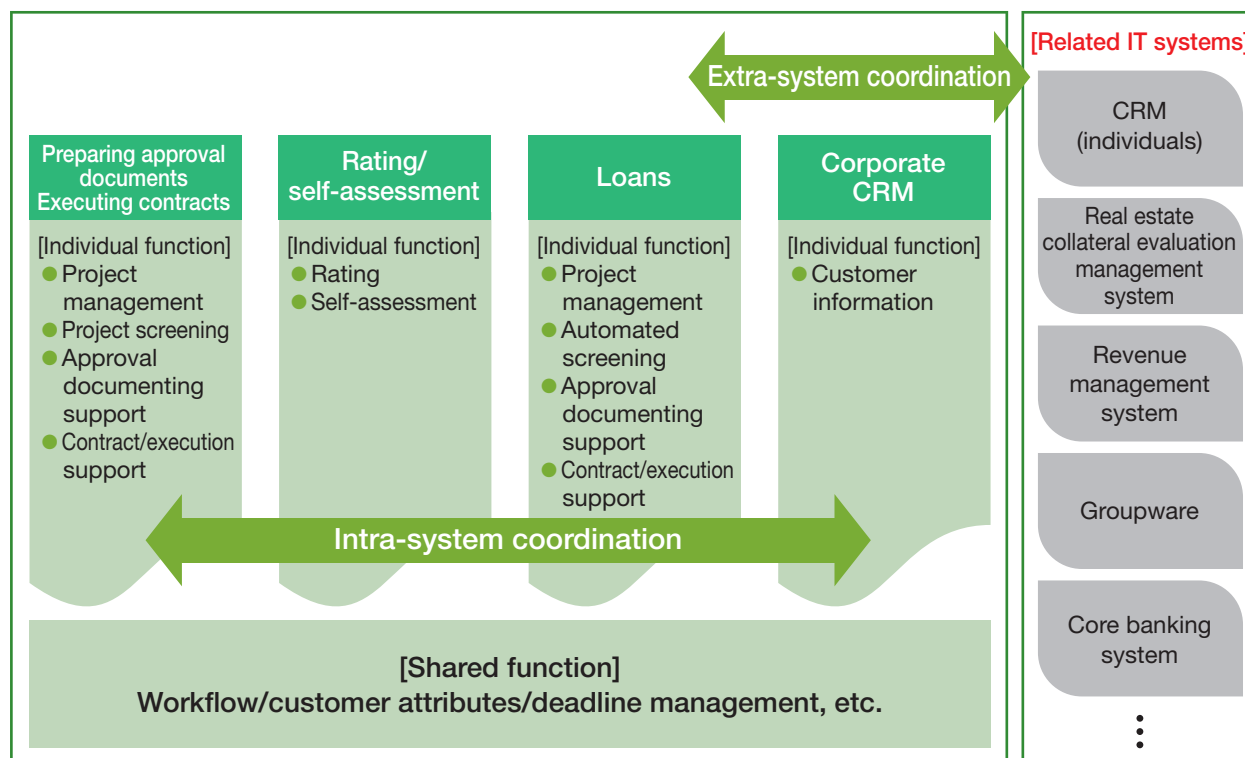 Extra-system coordination
Preparing approval
documents
Executing contracts
[Individual function]
● Project
management
● Project screening
● Approval
documenting
support
● Contract/execution
support
Rating/
self-assessment
[Individual function]
● Rating
● Self-assessment
Loans
[Individual function]
● Project
management
● Automated
screening
● Approval
documenting
support
● Contract/execution
support
Corporate
CRM
[Individual function]
● Customer
information
Intra-system coordination
[Shared function]
Workflow/customer attributes/deadline management, etc.
[Related IT systems]
CRM
(individuals)
Real estate
collateral evaluation
management
system
Revenue
management
system
Groupware
Core banking
system
⋮